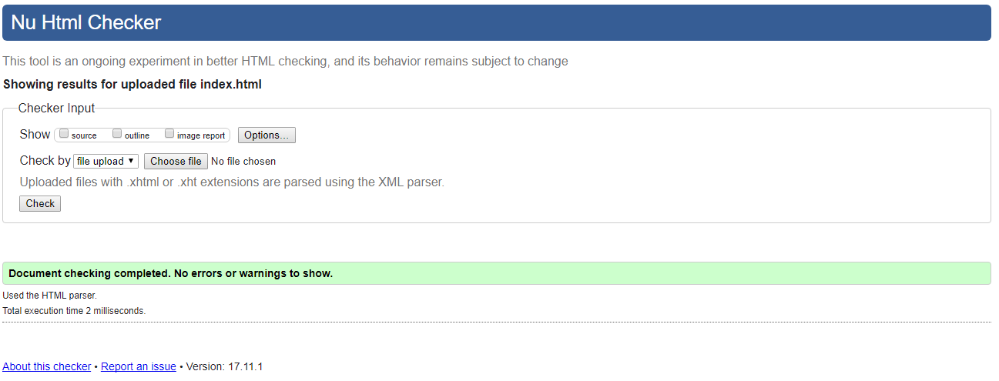 Nu Html Checker
This tool is an ongoing experiment in better HTML checking, and its behavior remains subject to change
Showing results for uploaded file index.html
Checker Input
Show source outline image report Options...
Check by file upload Choose file No file chosen
Uploaded files with .xhtml or .xht extensions are parsed using the XML parser.
Check
Document checking completed. No errors or warnings to show.
Used the HTML parser.
Total execution time 2 milliseconds.
About this checker • Report an issue • Version: 17.11.1